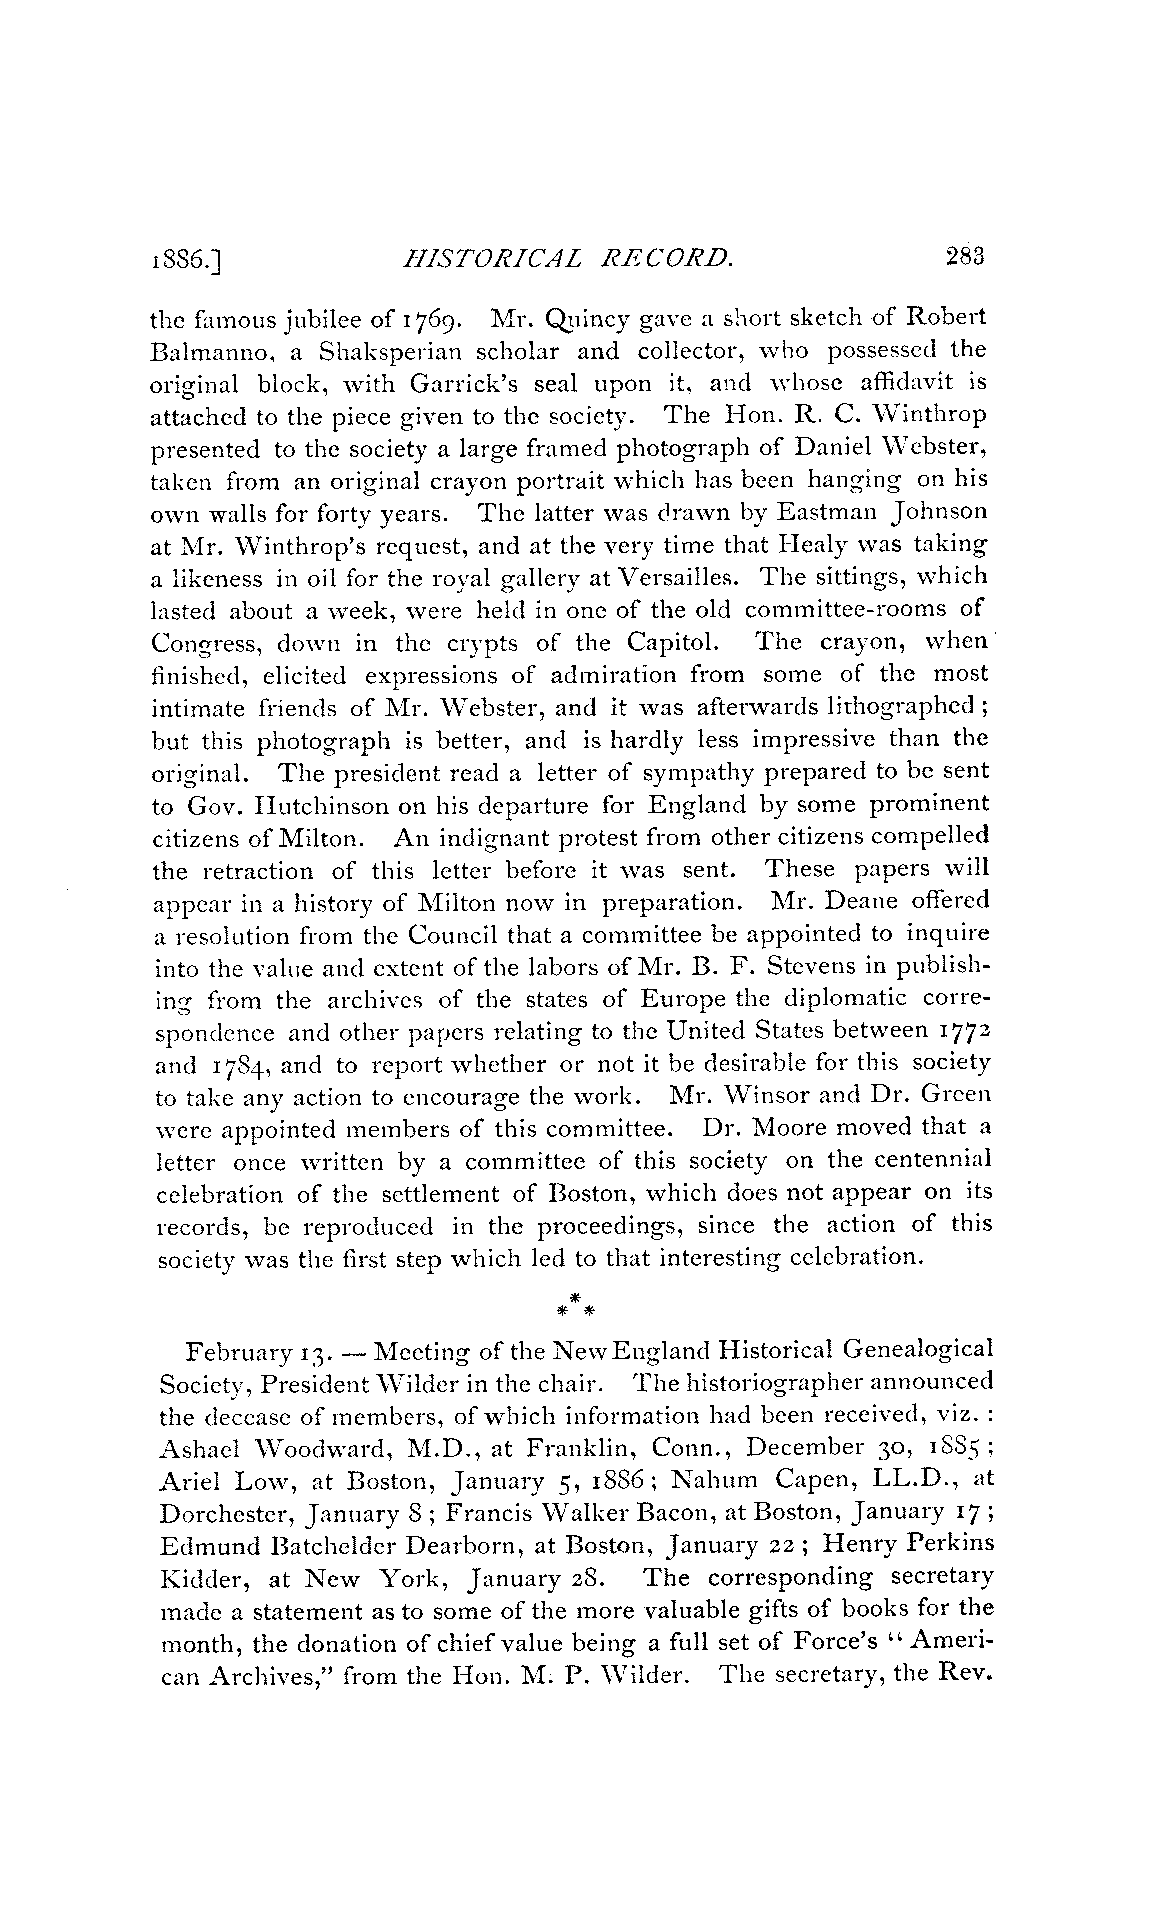 1886.] HISTORICAL RECORD. 283
the famous jubilee of 1769. Mr. Quincy gave a short sketch of Robert
Balmanno, a Shaksperian scholar and collector, who possessed the
original block, with Garrick's seal upon it, and whose affidavit is
attached to the piece given to the society. The Hon. R. C. Winthrop
presented to the society a large framed photograph of Daniel Webster,
taken from an original crayon portrait which has been hanging on his
own walls for forty years. The latter was drawn by Eastman Johnson
at Mr. Winthrop's request, and at the very time that Healy was taking
a likeness in oil for the royal gallery at Versailles. The sittings, which
lasted about a week, were held in one of the old committee-rooms of
Congress, down in the crypts of the Capitol. The crayon, when
finished, elicited expressions of admiration from some of the most
intimate friends of Mr. Webster, and it was afterwards lithographed;
but this photograph is better, and is hardly less impressive than the
original. The president read a letter of sympathy prepared to be sent
to Gov. Hutchinson on his departure for England by some prominent
citizens of Milton. An indignant protest from other citizens compelled
the retraction of this letter before it was sent. These papers will
appear in a history of Milton now in preparation. Mr. Deane offered
a resolution from the Council that a committee be appointed to inquire
into the value and extent of the labors of Mr. B. F. Stevens in publish-
ing from the archives of the states of Europe the diplomatic corre-
spondence and other papers relating to the United States between 1772
and 1784, and to report whether or not it be desirable for this society
to take any action to encourage the work. Mr. Winsor and Dr. Green
were appointed members of this committee. Dr. Moore moved that a
letter once written by a committee of this society on the centennial
celebration of the settlement of Boston, which does not appear on its
records, be reproduced in the proceedings, since the action of this
society was the first step which led to that interesting celebration.
***
February 13. — Meeting of the New England Historical Genealogical
Society, President Wilder in the chair. The historiographer announced
the decease of members, of which information had been received, viz.:
Ashael Woodward, M.D., at Franklin, Conn., December 30, 1885;
Ariel Low, at Boston, January 5, 1886; Nahum Capen, LL.D., at
Dorchester, January 8; Francis Walker Bacon, at Boston, January 17;
Edmund Batchelder Dearborn, at Boston, January 22; Henry Perkins
Kidder, at New York, January 28. The corresponding secretary
made a statement as to some of the more valuable gifts of books for the
month, the donation of chief value being a full set of Force's "Ameri-
can Archives," from the Hon. M. P. Wilder. The secretary, the Rev.